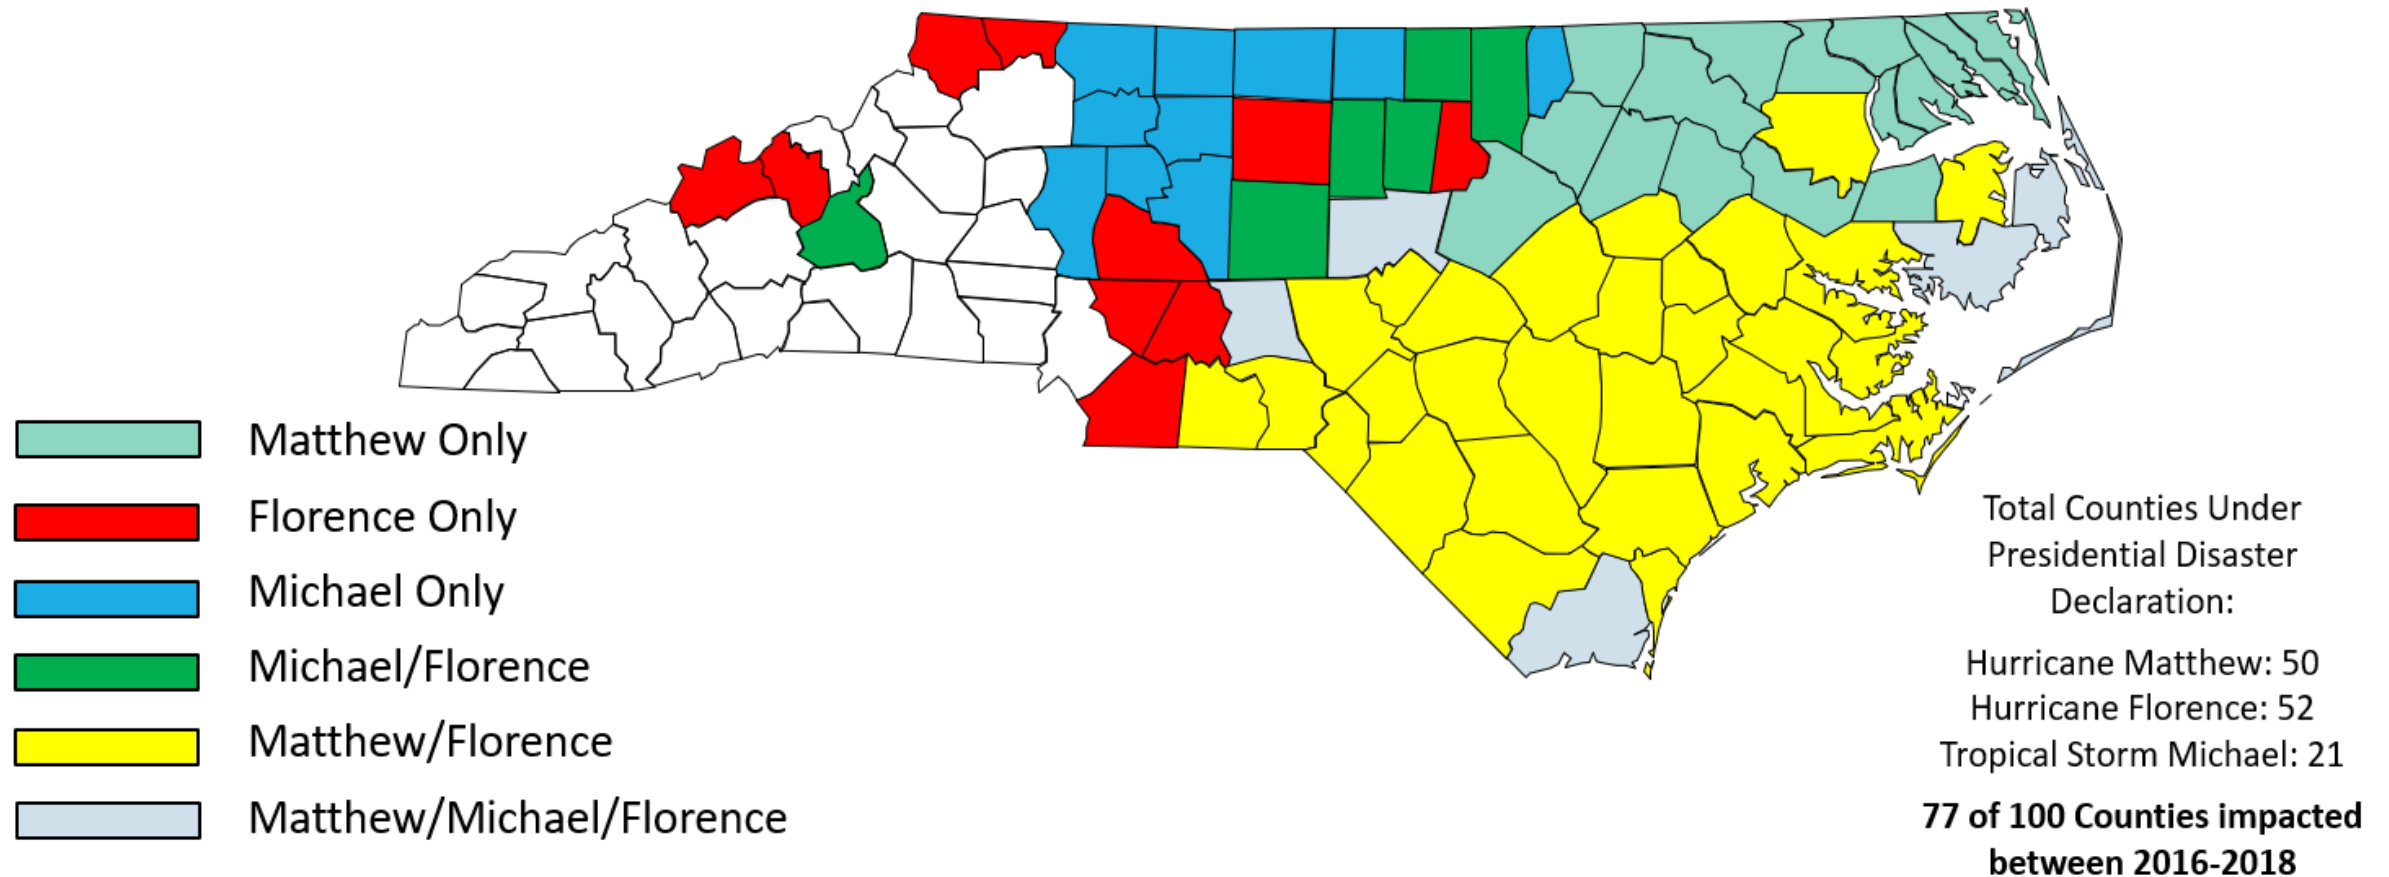 Matthew Only
Florence Only
Michael Only
Michael/Florence
Matthew/Florence
Matthew/Michael/Florence
Total Counties Under
Presidential Disaster
Declaration:
Hurricane Matthew: 50
Hurricane Florence: 52
Tropical Storm Michael: 21
77 of 100 Counties impacted
between 2016-2018